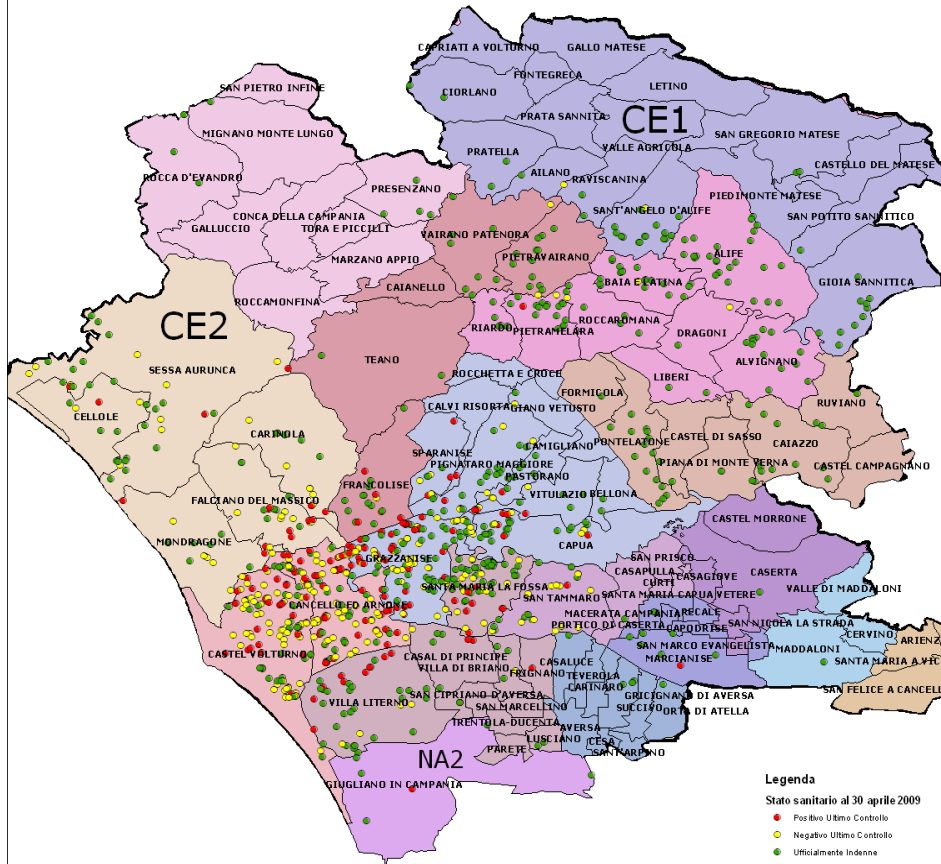 CAPRIATI A VOLTURNO
GALLO MATESE
FONTEGRECA
LETINO
SAN PIETRO INFINE
CIORLANO
PRATA SANNITA
CE1
MIGNANO MONTE LUNGO
SAN GREGORIO MATESE
VALLE AGRICOLA
PRATELLA
CASTELLO DEL MATESE
AILANO
RAVISCANINA
ROCCA D'EVANDRO
PRESENZANO
PIEDIMONTE MATESE
SANT'ANGELO D'ALIFE
CONCA DELLA CAMPANIA
SAN POTITO SANNITICO
GALLUCCIO
TORA E PICCILLI
VAIRANO PATENORA
ALIFE
PIETRAVAIRANO
MARZANO APPIO
BAIA E LATINA
GIOIA SANNITICA
CAIANELLO
ROCCAMONFINA
ROCCAROMANA
CE2
RIARDO
PIETRAMELARA
DRAGONI
TEANO
ALVIGNANO
SESSA AURUNCA
ROCCHETTA E CROCE
LIBERI
FORMICOLA
RUVIANO
CALVI RISORTA
GIANO VETUSTO
CELLOLE
CARINOLA
PONTELATONE
CASTEL DI SASSO
CAIAZZO
CAMIGLIANO
SPARANISE
PIGNATARO MAGGIORE
PIANA DI MONTE VERNA
CASTEL CAMPAGNANO
PASTORANO
FRANCOLISE
VITULAZIO
BELLONA
FALCIANO DEL MASSICO
CASTEL MORRONE
MONDRAGONE
CAPUA
SAN PRISCO
GRAZZANISE
CASAPULLA
CASERTA
CURTI
CASAGIOVE
SANTA MARIA LA FOSSA
VALLE DI MADDALONI
SAN TAMMARO
SANTA MARIA CAPUA VETERE
CANCELLO ED ARNONE
MACERATA CAMPANIA
RECALE
PORTICO DI CASERTA
SAN NICOLA LA STRADA
CAPODRISE
CERVINO
ARIENZ
CASTEL VOLTURNO
CASAL DI PRINCIPE
SAN MARCO EVANGELISTA
MADDALONI
MARCIANISE
CASALUCE
SANTA MARIA A VIC
VILLA DI BRIANO
FRIGNANO
TEVEROLA
CARINARO
SAN FELICE A CANCELL
SAN CIPRIANO D'AVERSA
GRICIGNANO DI AVERSA
VILLA LITERNO
SAN MARCELLINO
SUCCIVO
ORTA DI ATELLA
TRENTOLA-DUCENTA
AVERSA
LUSCIANO
CESA
PARETE
SANT'ARPINO
NA2
GIUGLIANO IN CAMPANIA
Legenda
Stato sanitario al 30 aprile 2009
Positivo Ultimo Controllo
Negativo Ultimo Controllo
Ufficialmente Indenne